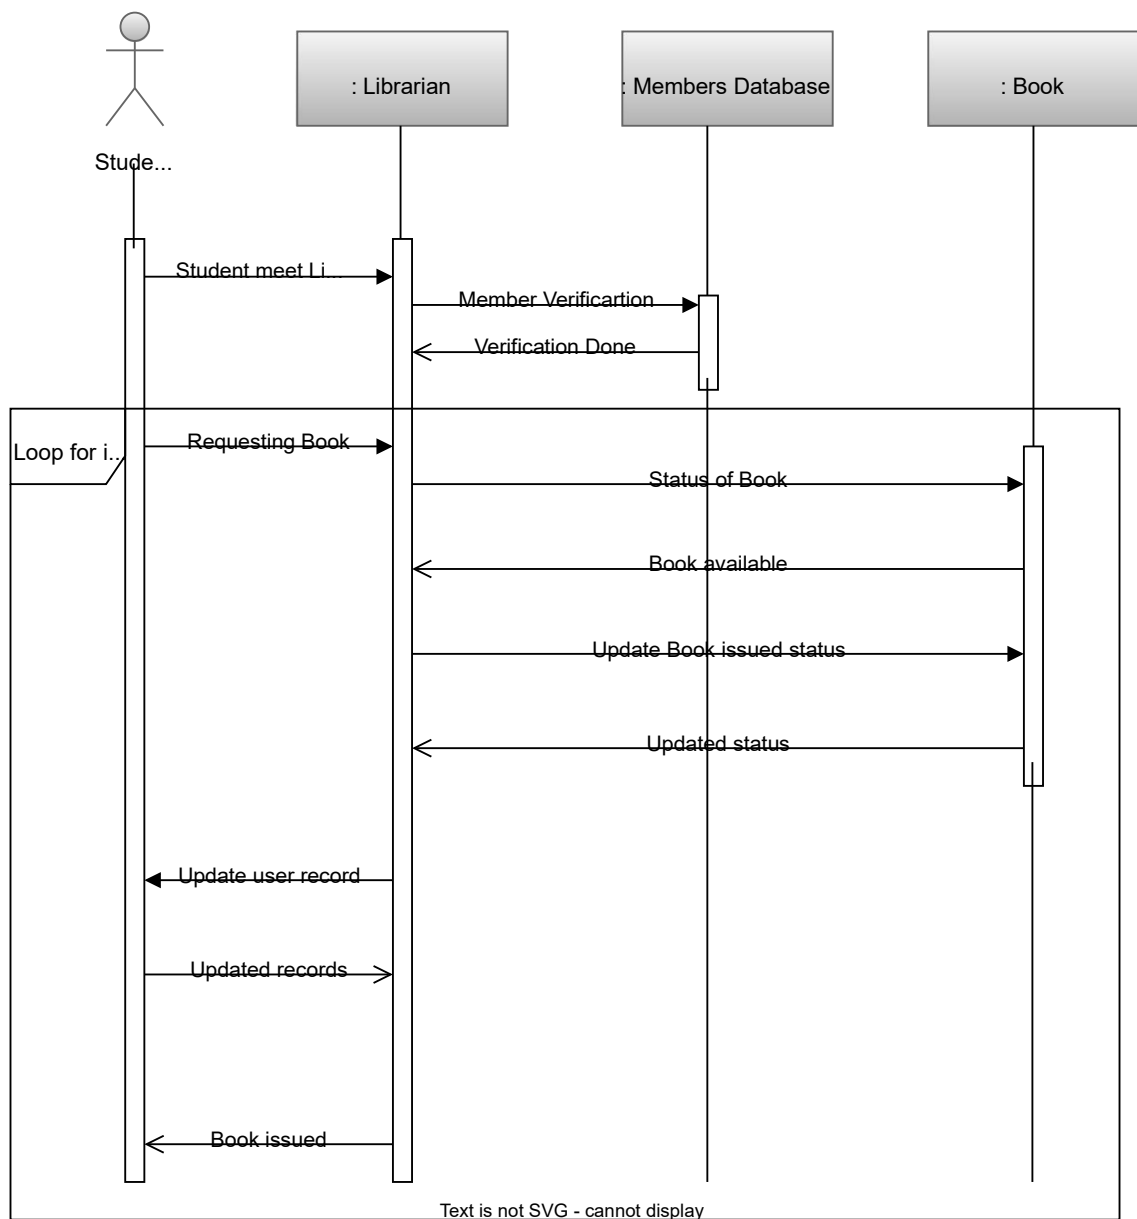 : Librarian
: Members Database
: Book
Stude...
Student meet Li...
Member Verificartion
Verification Done
Loop for i...
Requesting Book
Status of Book
Book available
Update Book issued status
Updated status
Update user record
Updated records
Book issued
Text is not SVG - cannot display